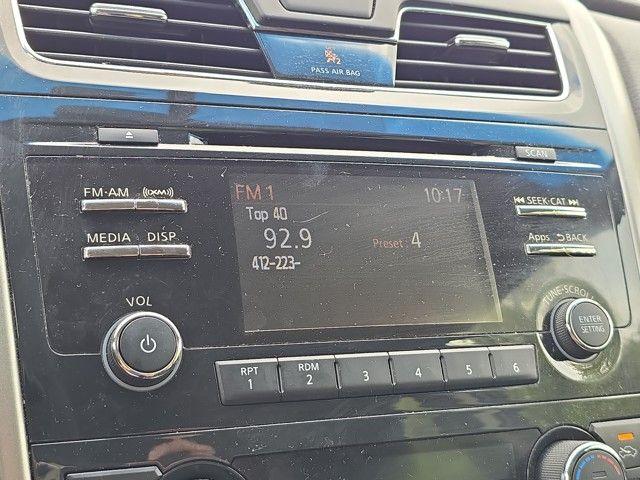 PASS AIR BAG
SCAN
FM·AM (((XM)))
MEDIA DISP
VOL
FM 1 10:17
Top 40
92.9 Preset 4
412-223-
SEEK·CAT
Apps BACK
TUNE·SCROLL
ENTER
SETTING
RPT 1
RDM 2
3 4 5 6